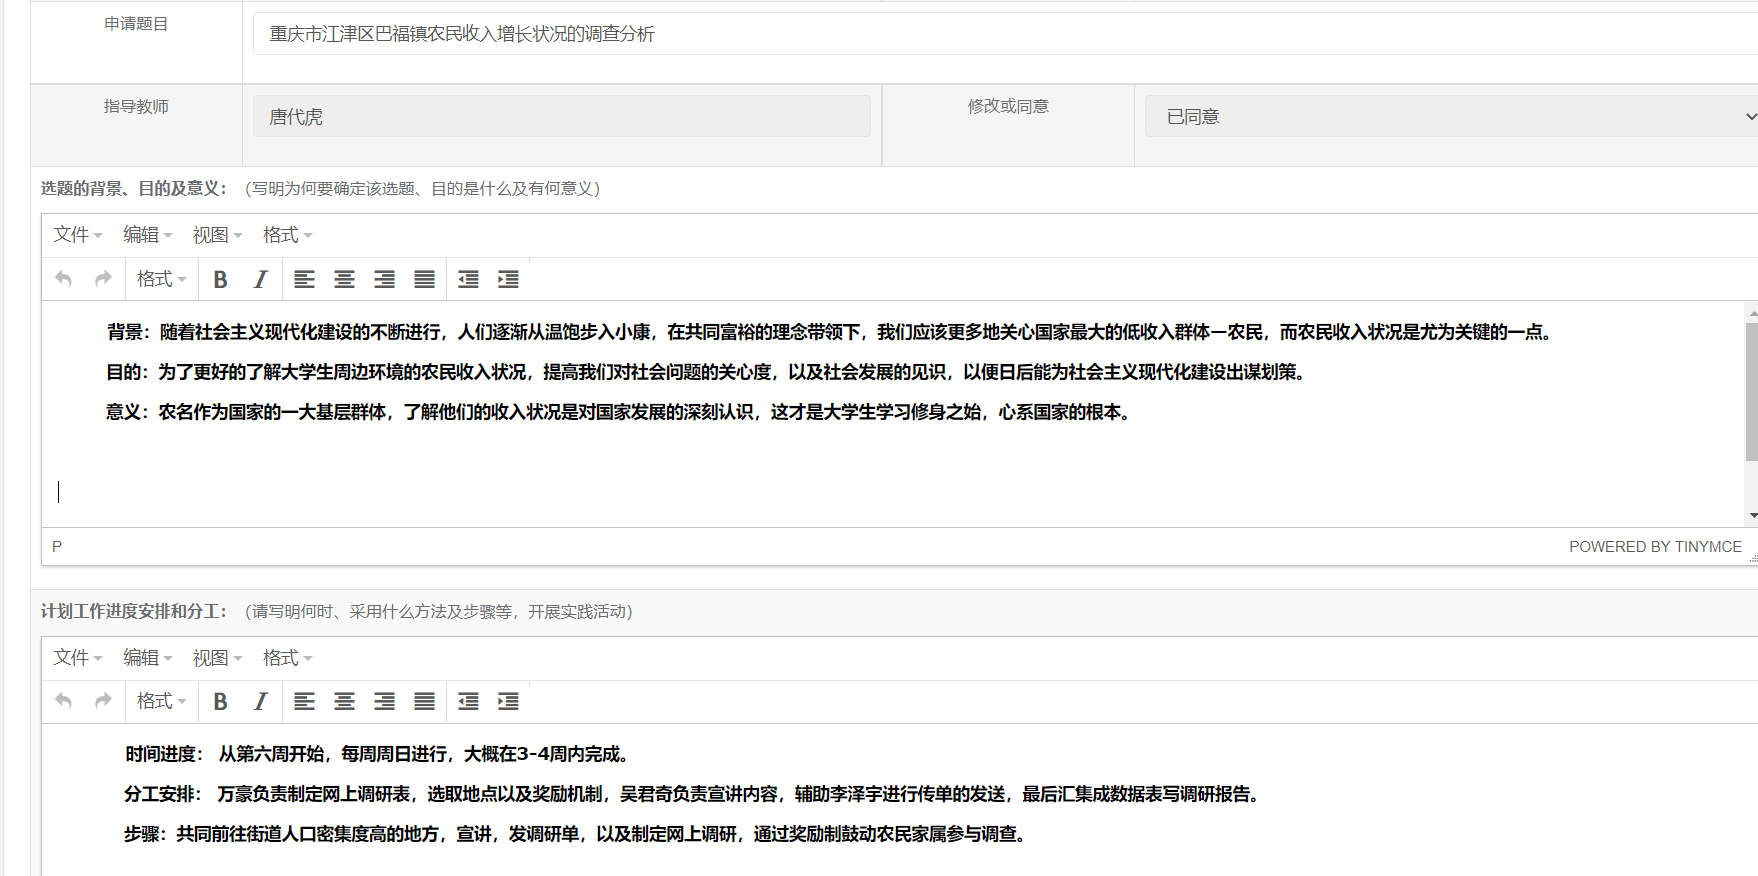 申请题目
重庆市江津区巴福镇农民收入增长状况的调查分析
指导教师
唐代虎
修改或同意
已同意
选题的背景、目的及意义：（写明为何要确定该选题、目的是什么及有何意义）
文件 编辑 视图 格式
格式 B I
背景：随着社会主义现代化建设的不断进行，人们逐渐从温饱步入小康，在共同富裕的理念带领下，我们应该更多地关心国家最大的低收入群体—农民，而农民收入状况是尤为关键的一点。
目的：为了更好的了解大学生周边环境的农民收入状况，提高我们对社会问题的关心度，以及社会发展的见识，以便日后能为社会主义现代化建设出谋划策。
意义：农名作为国家的一大基层群体，了解他们的收入状况是对国家发展的深刻认识，这才是大学生学习修身之始，心系国家的根本。
P
POWERED BY TINYMCE
计划工作进度安排和分工：（请写明何时、采用什么方法及步骤等，开展实践活动）
文件 编辑 视图 格式
格式 B I
时间进度： 从第六周开始，每周周日进行，大概在3-4周内完成。
分工安排： 万豪负责制定网上调研表，选取地点以及奖励机制，吴君奇负责宣讲内容，辅助李泽宇进行传单的发送，最后汇集成数据表写调研报告。
步骤：共同前往街道人口密集度高的地方，宣讲，发调研单，以及制定网上调研，通过奖励制鼓动农民家属参与调查。